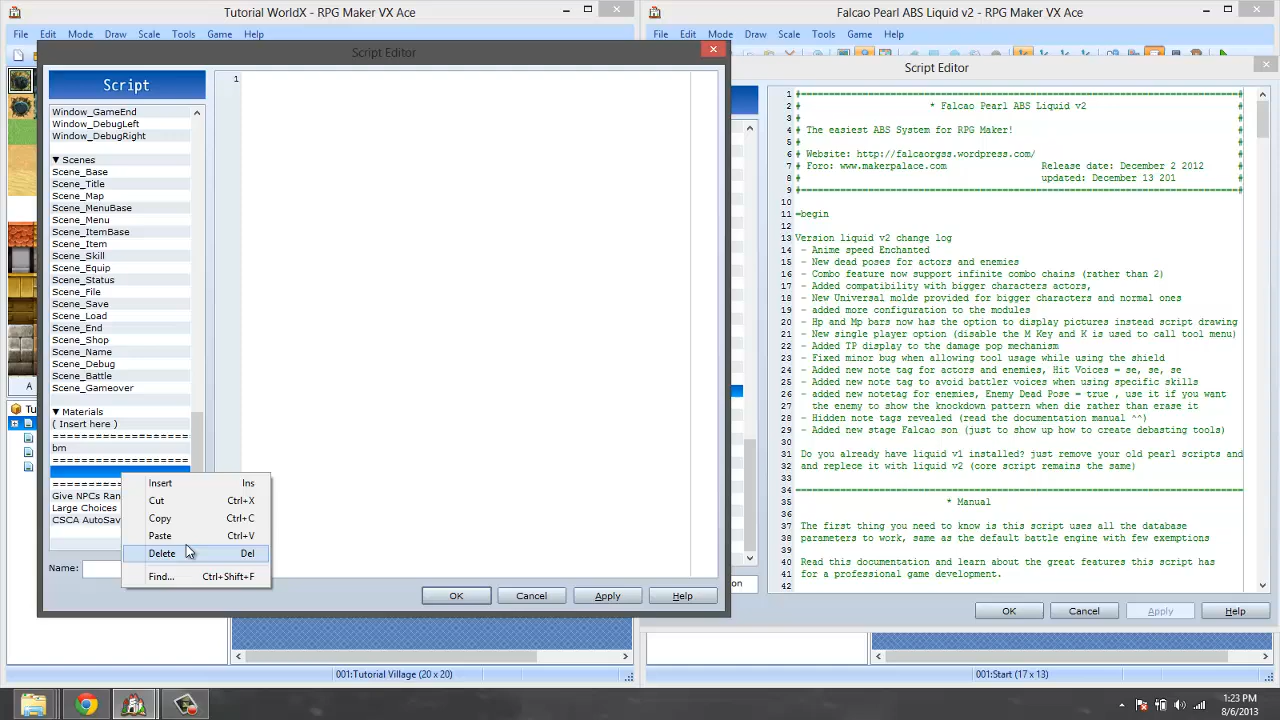 Tutorial WorldX - RPG Maker VX Ace
File Edit Mode Draw Scale Tools Game Help
Script Editor
Script
Window_GameEnd
Window_DebugLeft
Window_DebugRight
▼ Scenes
Scene_Base
Scene_Title
Scene_Map
Scene_MenuBase
Scene_Menu
Scene_ItemBase
Scene_Item
Scene_Skill
Scene_Equip
Scene_Status
Scene_File
Scene_Save
Scene_Load
Scene_End
Scene_Shop
Scene_Name
Scene_Debug
Scene_Battle
Scene_Gameover
▼ Materials
( Insert here )
bm
Give NPCs Ran
Large Choices
CSCA AutoSav
Name:
1
Insert Ins
Cut Ctrl+X
Copy Ctrl+C
Paste Ctrl+V
Delete Del
Find... Ctrl+Shift+F
OK Cancel Apply Help
A
Tu
001:Tutorial Village (20 x 20)
Falcao Pearl ABS Liquid v2 - RPG Maker VX Ace
File Edit Mode Draw Scale Tools Game Help
Script Editor
1 #=============================================================#
2 # * Falcao Pearl ABS Liquid v2 #
3 # #
4 # The easiest ABS System for RPG Maker! #
5 # #
6 # Website: http://falcaorgss.wordpress.com/ #
7 # Foro: www.makerpalace.com Release date: December 2 2012 #
8 # updated: December 13 201 #
9 #=============================================================#
10
11 =begin
12
13 Version liquid v2 change log
14 - Anime speed Enchanted
15 - New dead poses for actors and enemies
16 - Combo feature now support infinite combo chains (rather than 2)
17 - Added compatibility with bigger characters actors,
18 - New Universal molde provided for bigger characters and normal ones
19 - added more configuration to the modules
20 - Hp and Mp bars now has the option to display pictures instead script drawing
21 - New single player option (disable the M Key and K is used to call tool menu)
22 - Added TP display to the damage pop mechanism
23 - Fixed minor bug when allowing tool usage while using the shield
24 - Added new note tag for actors and enemies, Hit Voices = se, se, se
25 - Added new note tag to avoid battler voices when using specific skills
26 - added new notetag for enemies, Enemy Dead Pose = true , use it if you want
27 the enemy to show the knockdown pattern when die rather than erase it
28 - Hidden note tags revealed (read the documentation manual ^^)
29 - Added new stage Falcao son (just to show up how to create debasting tools)
30
31 Do you already have liquid v1 installed? just remove your old pearl scripts and
32 and replece it with liquid v2 (core script remains the same)
33
34 #=============================================================
35 * Manual
36
37 The first thing you need to know is this script uses all the database
38 parameters to work, same as the default battle engine with few exemptions
39
40 Read this documentation and learn about the great features this script has
41 for a professional game development.
42
on
OK Cancel Apply Help
001:Start (17 x 13)
1:23 PM
8/6/2013